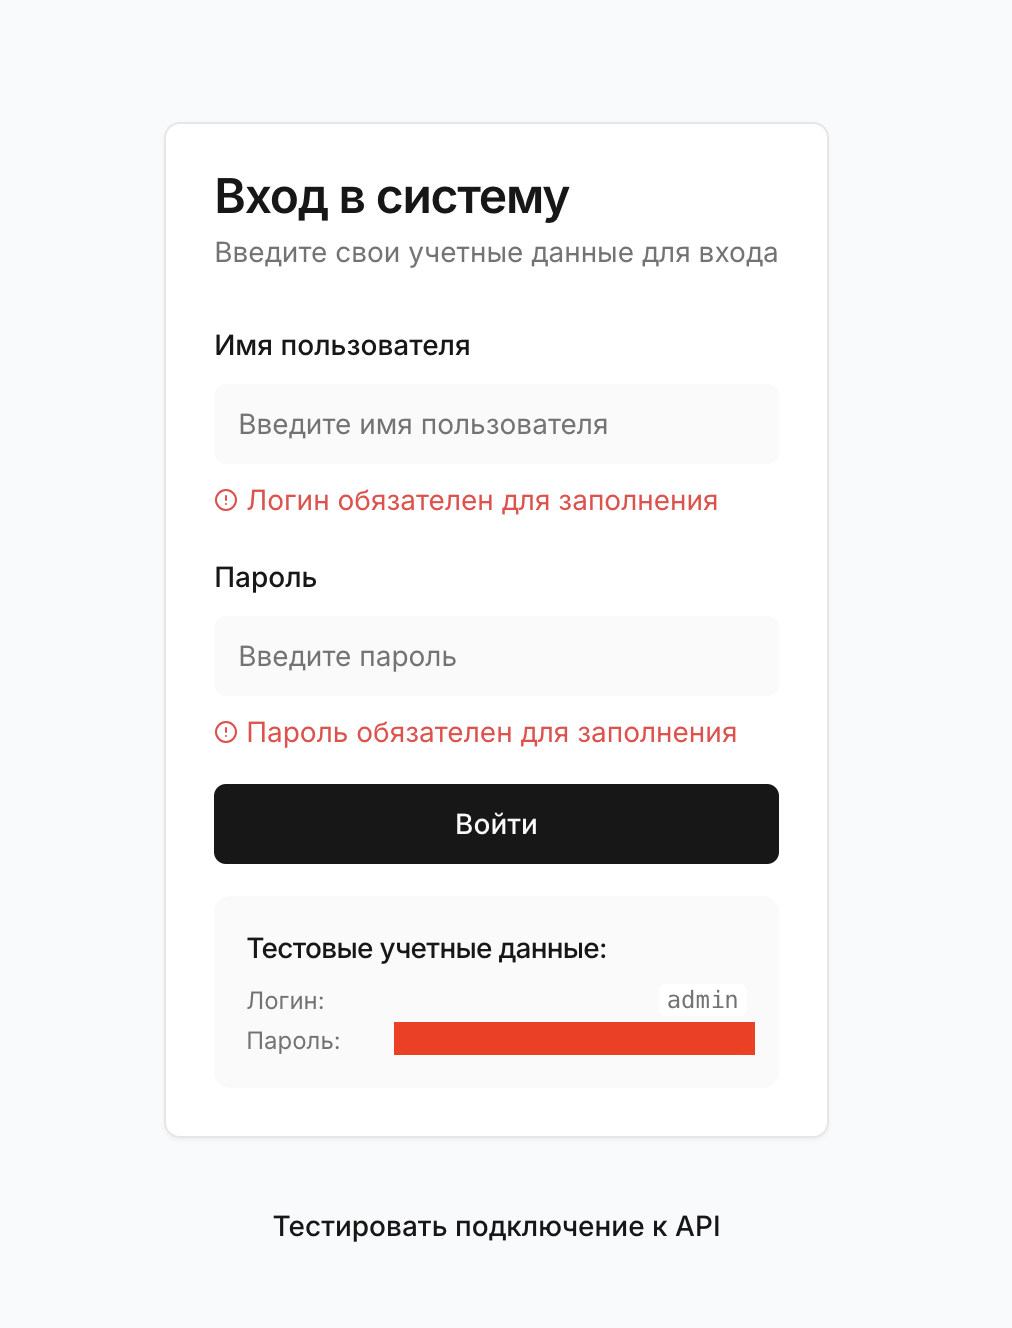 Вход в систему
Введите свои учетные данные для входа
Имя пользователя
Введите имя пользователя
Логин обязателен для заполнения
Пароль
Введите пароль
Пароль обязателен для заполнения
Войти
Тестовые учетные данные:
Логин: admin
Пароль:
Тестировать подключение к API